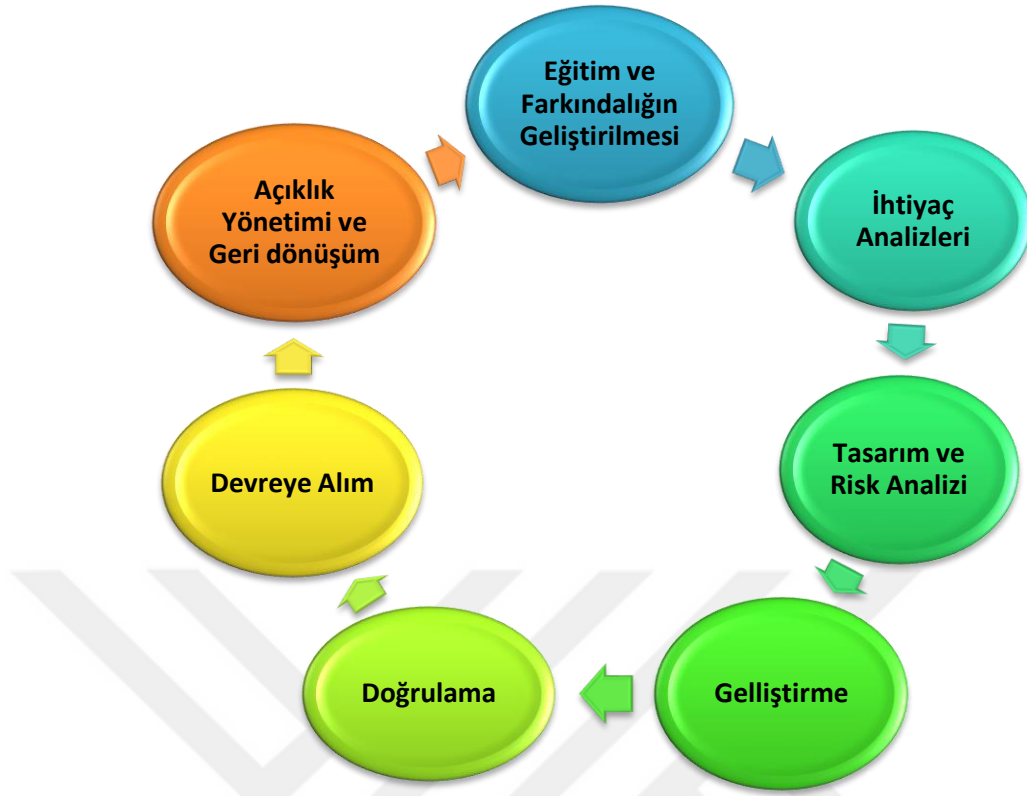 Eğitim ve
Farkındalığın
Geliştirilmesi
İhtiyaç
Analizleri
Tasarım ve
Risk Analizi
Gelliştirme
Doğrulama
Devreye Alım
Açıklık
Yönetimi ve
Geri dönüşüm